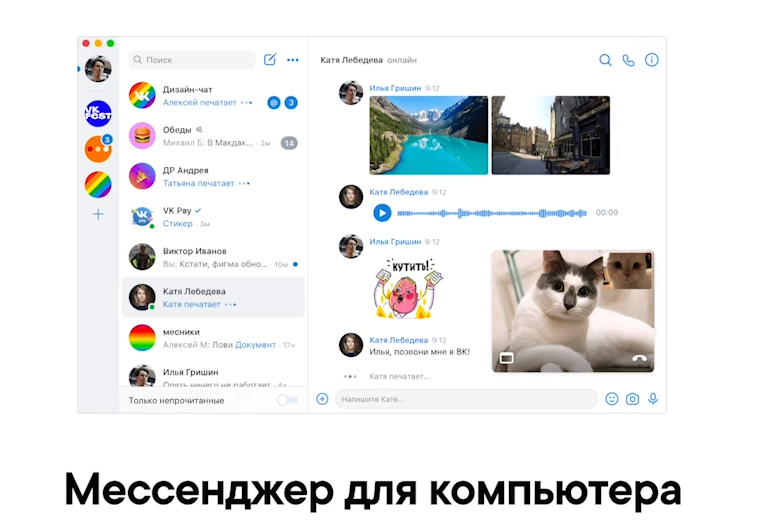 Поиск
Катя Лебедева онлайн
VK
FEST
3
Дизайн-чат
Алексей печатает
@ 3
Обеды
Михаил Б: В Макдак... · 2м
14
ДР Андрея
Татьяна печатает
VK Pay
Стикер · 3м
Виктор Иванов
Вы: Кстати, фигма обно... · 10м
Катя Лебедева
Катя печатает
месники
Алексей М: Лови Документ · 17ч
Илья Гришин
Опять ничего не работает · 4д
Только непрочитанные
Илья Гришин 9:12
Катя Лебедева 9:12
00:09
Илья Гришин 9:12
КУТИТЬ!
Катя Лебедева 9:12
Илья, позвони мне в ВК!
Катя печатает...
Напишите Кате...
Мессенджер для компьютера